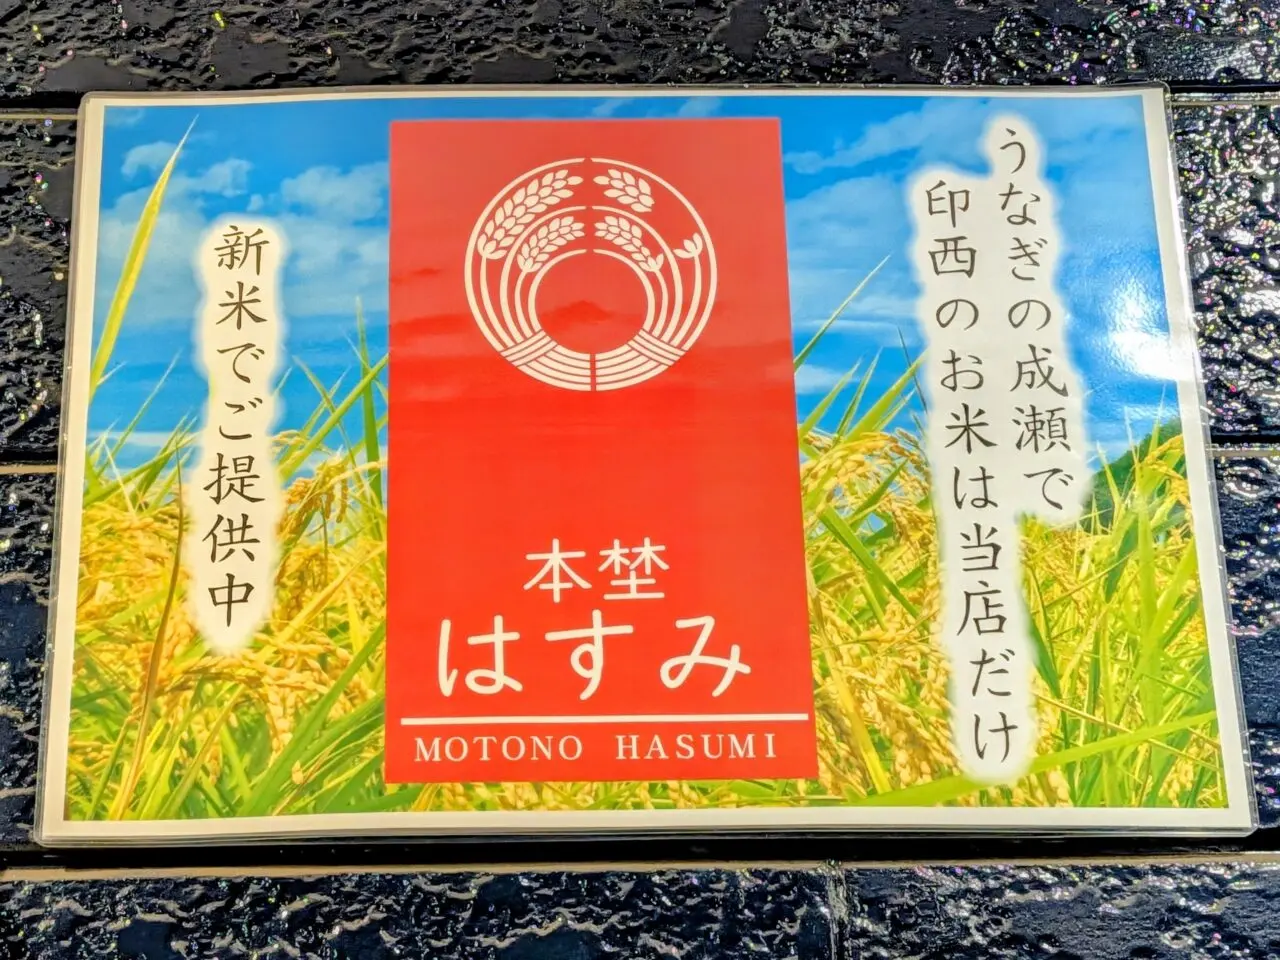 うなぎの成瀬で
印西のお米は当店だけ
本埜
はすみ
MOTONO HASUMI
新米でご提供中